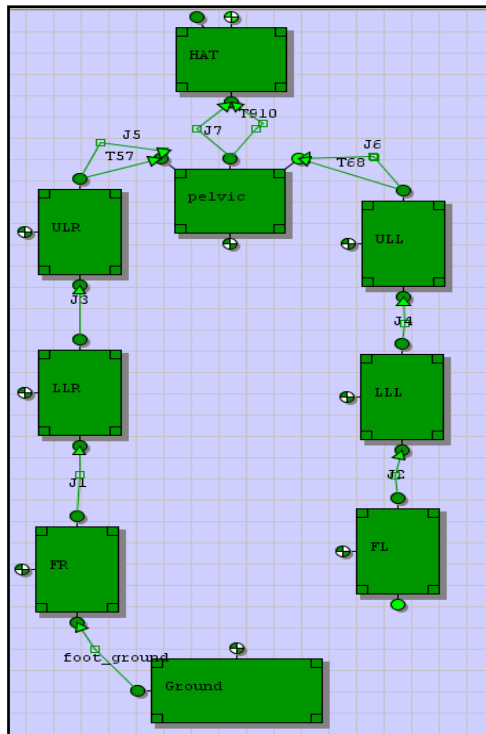 HAT
T910
J7
J5
T57
J6
T68
pelvic
ULR
ULL
J3
J4
LLR
LLL
J1
J2
FR
FL
foot_ground
Ground